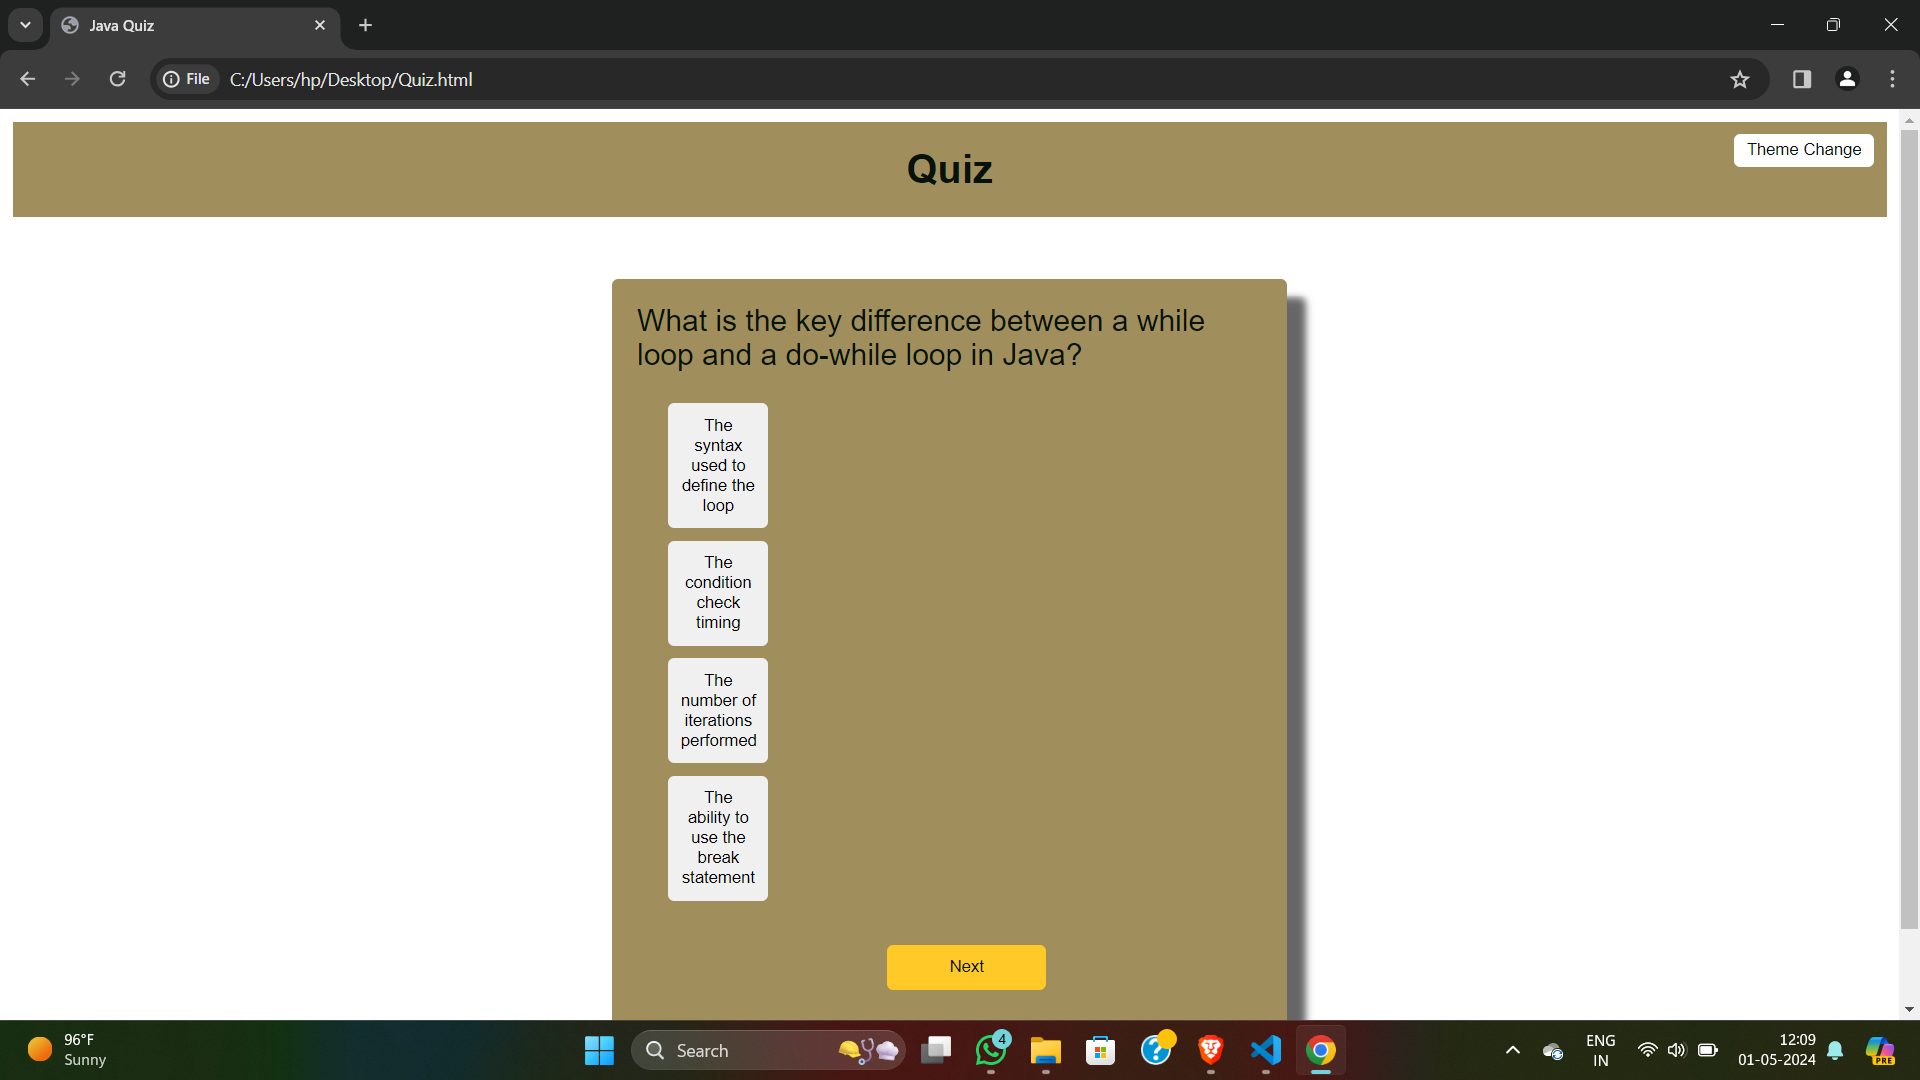 Java Quiz
File
C:/Users/hp/Desktop/Quiz.html
Quiz
Theme Change
What is the key difference between a while
loop and a do-while loop in Java?
The
syntax
used to
define the
loop
The
condition
check
timing
The
number of
iterations
performed
The
ability to
use the
break
statement
Next
96°F
Sunny
Search
4
ENG
IN
12:09
01-05-2024
PRE